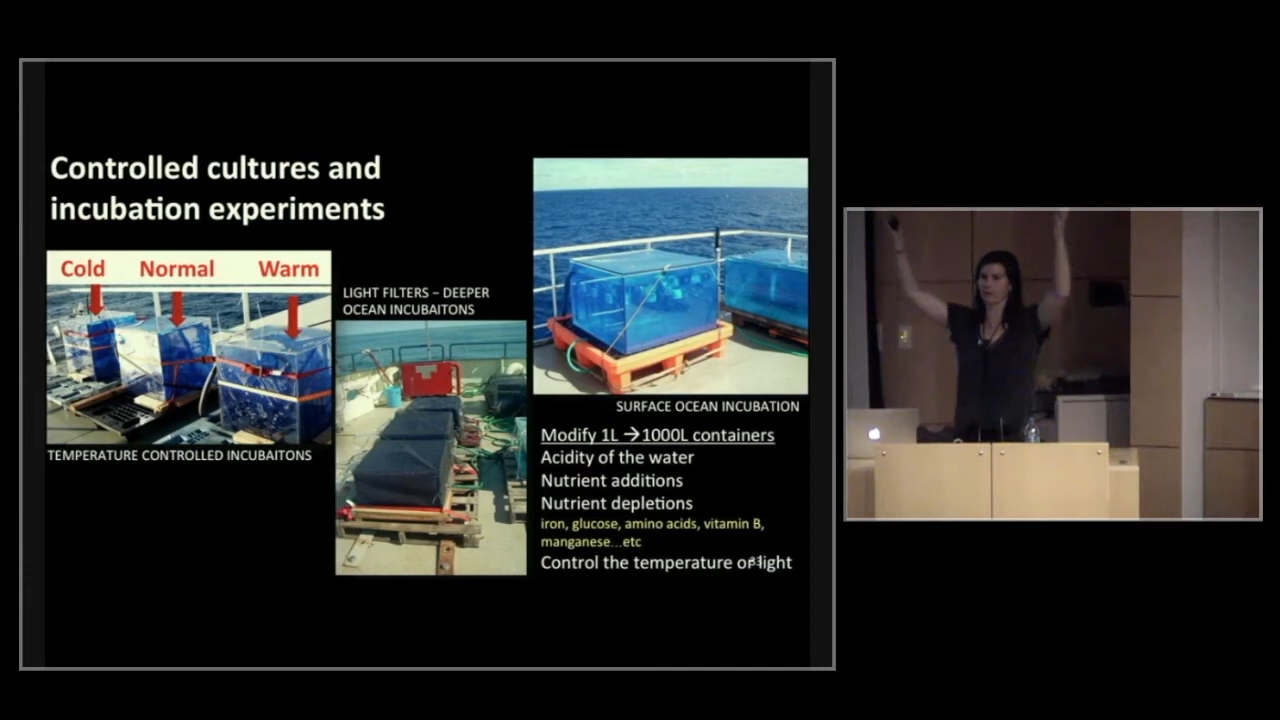 Controlled cultures and
incubation experiments
Cold Normal Warm
TEMPERATURE CONTROLLED INCUBAITONS
LIGHT FILTERS – DEEPER
OCEAN INCUBAITONS
SURFACE OCEAN INCUBATION
Modify 1L →1000L containers
Acidity of the water
Nutrient additions
Nutrient depletions
iron, glucose, amino acids, vitamin B,
manganese...etc
Control the temperature or light